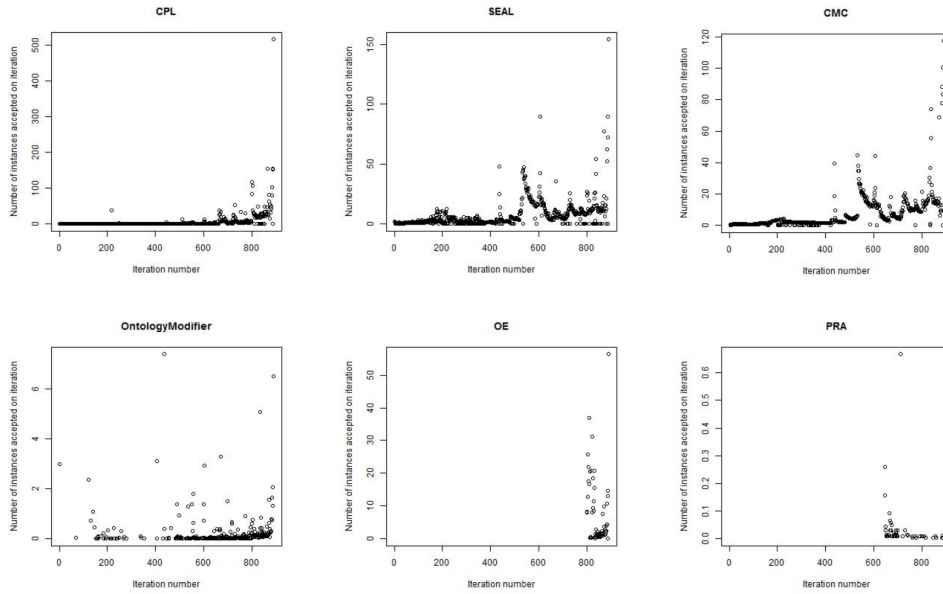 CPL
Number of instances accepted on iteration
0 100 200 300 400 500
0 200 400 600 800
Iteration number
SEAL
Number of instances accepted on iteration
0 50 100 150
0 200 400 600 800
Iteration number
CMC
Number of instances accepted on iteration
0 20 40 60 80 100 120
0 200 400 600 800
Iteration number
OntologyModifier
Number of instances accepted on iteration
0 2 4 6
0 200 400 600 800
Iteration number
OE
Number of instances accepted on iteration
0 10 20 30 40 50
0 200 400 600 800
Iteration number
PRA
Number of instances accepted on iteration
0.0 0.1 0.2 0.3 0.4 0.5 0.6
0 200 400 600 800
Iteration number